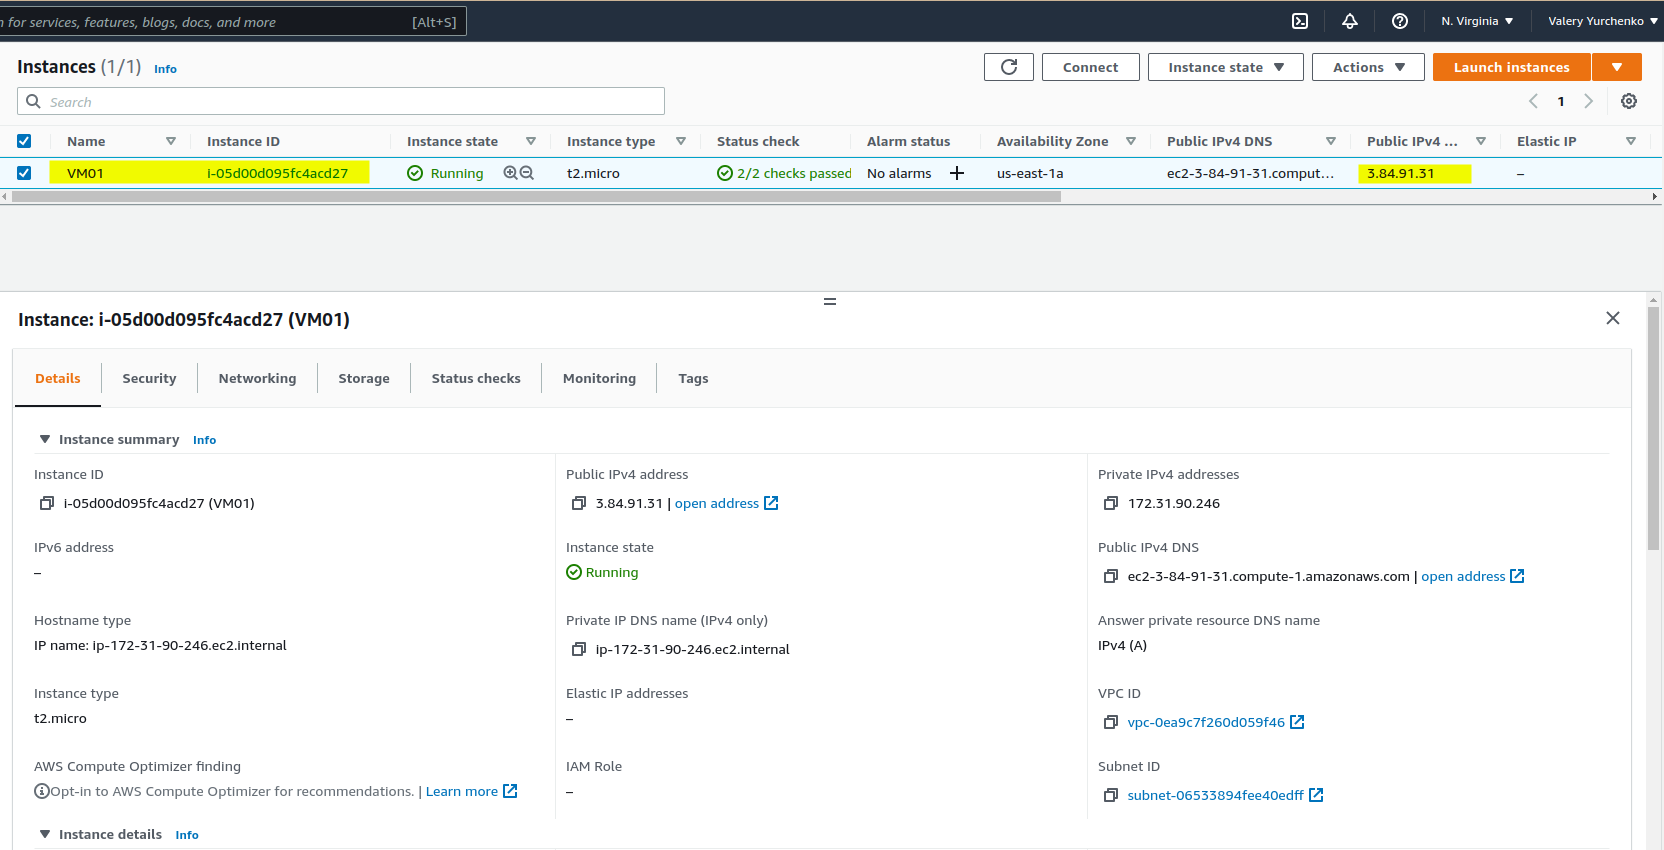 n for services, features, blogs, docs, and more [Alt+S] N. Virginia Valery Yurchenko
Instances (1/1) Info Connect Instance state Actions Launch instances
Search 1
Name Instance ID Instance state Instance type Status check Alarm status Availability Zone Public IPv4 DNS Public IPv4 ... Elastic IP
VM01 i-05d00d095fc4acd27 Running t2.micro 2/2 checks passed No alarms us-east-1a ec2-3-84-91-31.comput... 3.84.91.31 –
Instance: i-05d00d095fc4acd27 (VM01)
Details Security Networking Storage Status checks Monitoring Tags
Instance summary Info
Instance ID Public IPv4 address Private IPv4 addresses
i-05d00d095fc4acd27 (VM01) 3.84.91.31 | open address 172.31.90.246
IPv6 address Instance state Public IPv4 DNS
– Running ec2-3-84-91-31.compute-1.amazonaws.com | open address
Hostname type Private IP DNS name (IPv4 only) Answer private resource DNS name
IP name: ip-172-31-90-246.ec2.internal ip-172-31-90-246.ec2.internal IPv4 (A)
Instance type Elastic IP addresses VPC ID
t2.micro – vpc-0ea9c7f260d059f46
AWS Compute Optimizer finding IAM Role Subnet ID
Opt-in to AWS Compute Optimizer for recommendations. | Learn more – subnet-06533894fee40edff
Instance details Info